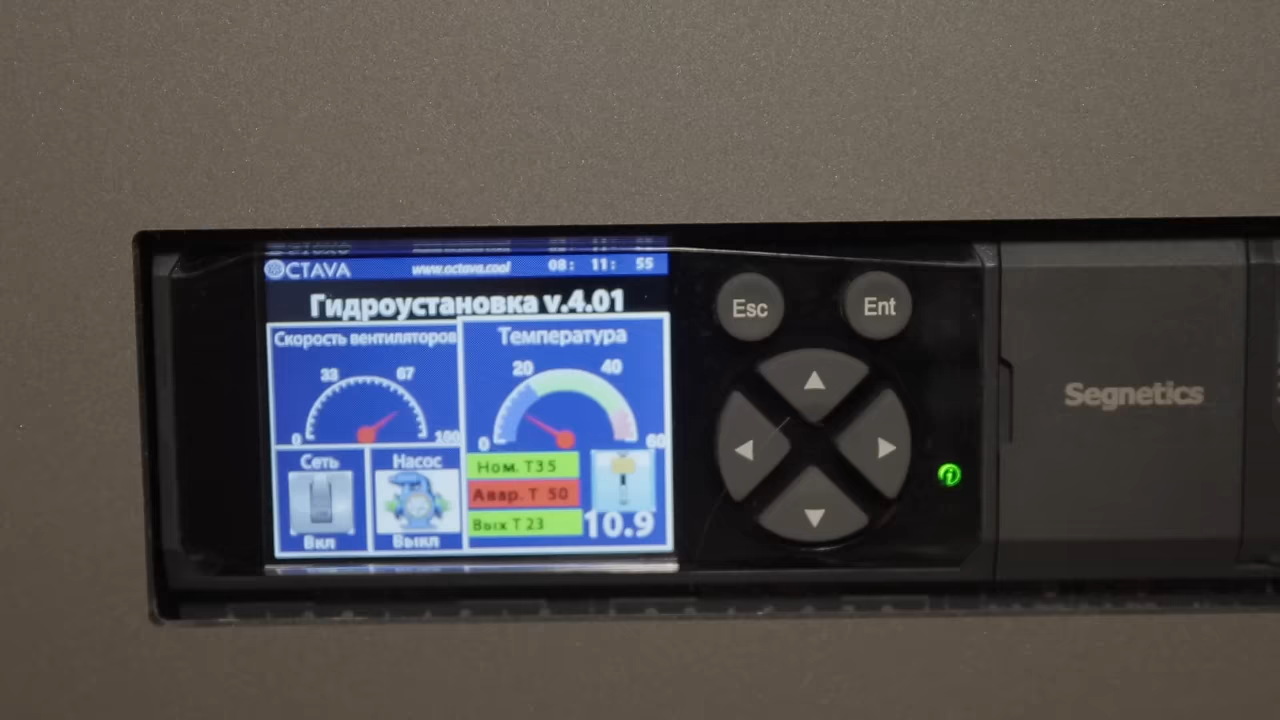 OCTAVA www.octava.cool 08: 11: 55
Гидроустановка v.4.01
Скорость вентиляторов
33 67
0 100
Температура
20 40
0 60
Сеть
Вкл
Насос
Выкл
Ном. Т35
Авар. Т 50
Вых Т 23
10.9
Esc
Ent
Segnetics